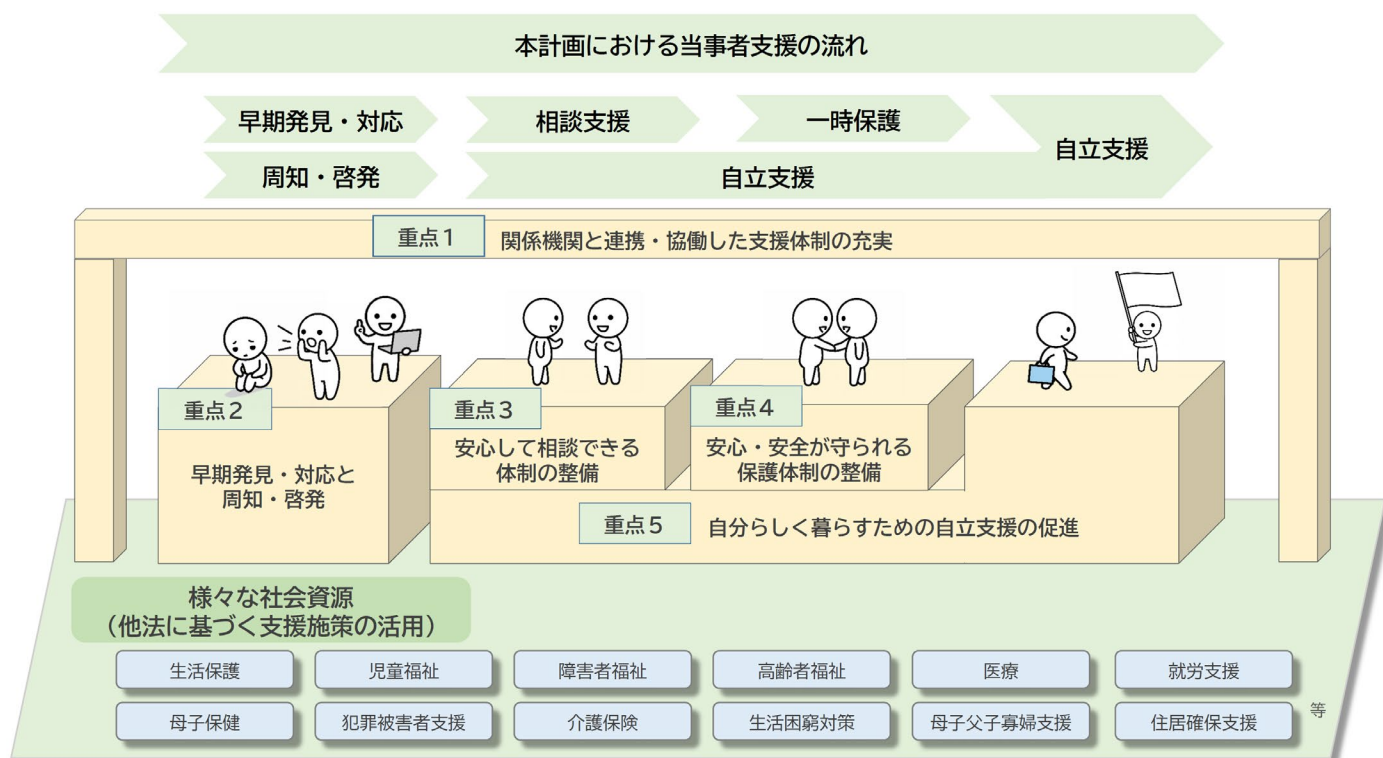 本計画における当事者支援の流れ
早期発見・対応
相談支援
一時保護
自立支援
周知・啓発
自立支援
重点1
関係機関と連携・協働した支援体制の充実
重点2
早期発見・対応と
周知・啓発
重点3
安心して相談できる
体制の整備
重点4
安心・安全が守られる
保護体制の整備
重点5
自分らしく暮らすための自立支援の促進
様々な社会資源
（他法に基づく支援施策の活用）
生活保護
児童福祉
障害者福祉
高齢者福祉
医療
就労支援
母子保健
犯罪被害者支援
介護保険
生活困窮対策
母子父子寡婦支援
住居確保支援
等